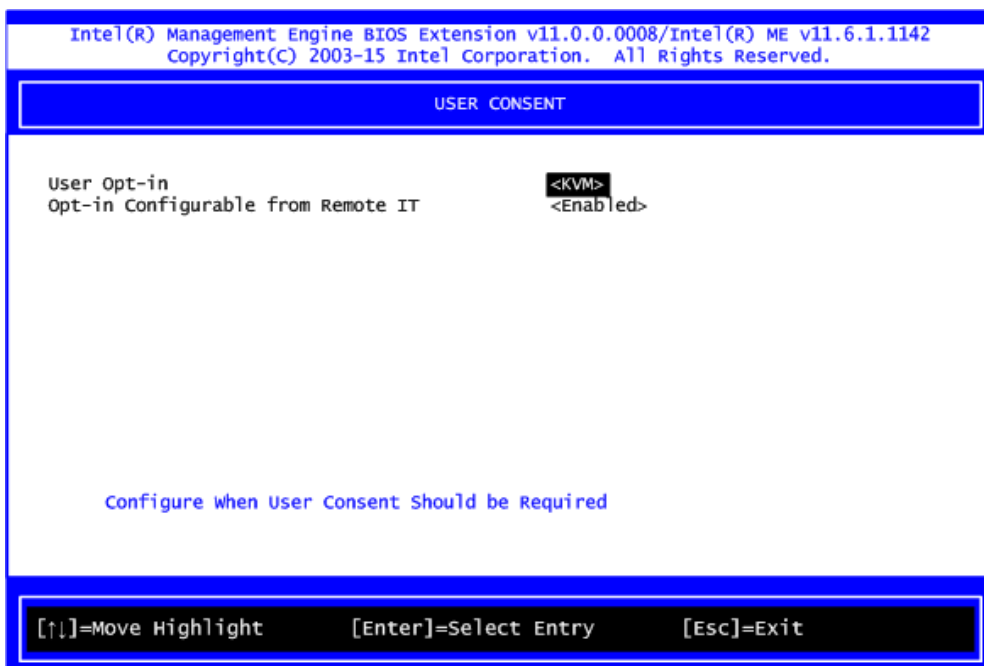 Intel(R) Management Engine BIOS Extension v11.0.0.0008/Intel(R) ME v11.6.1.1142
Copyright(C) 2003-15 Intel Corporation. All Rights Reserved.
USER CONSENT
User Opt-in <KVM>
Opt-in Configurable from Remote IT <Enabled>
Configure When User Consent Should be Required
[↑↓]=Move Highlight [Enter]=Select Entry [Esc]=Exit